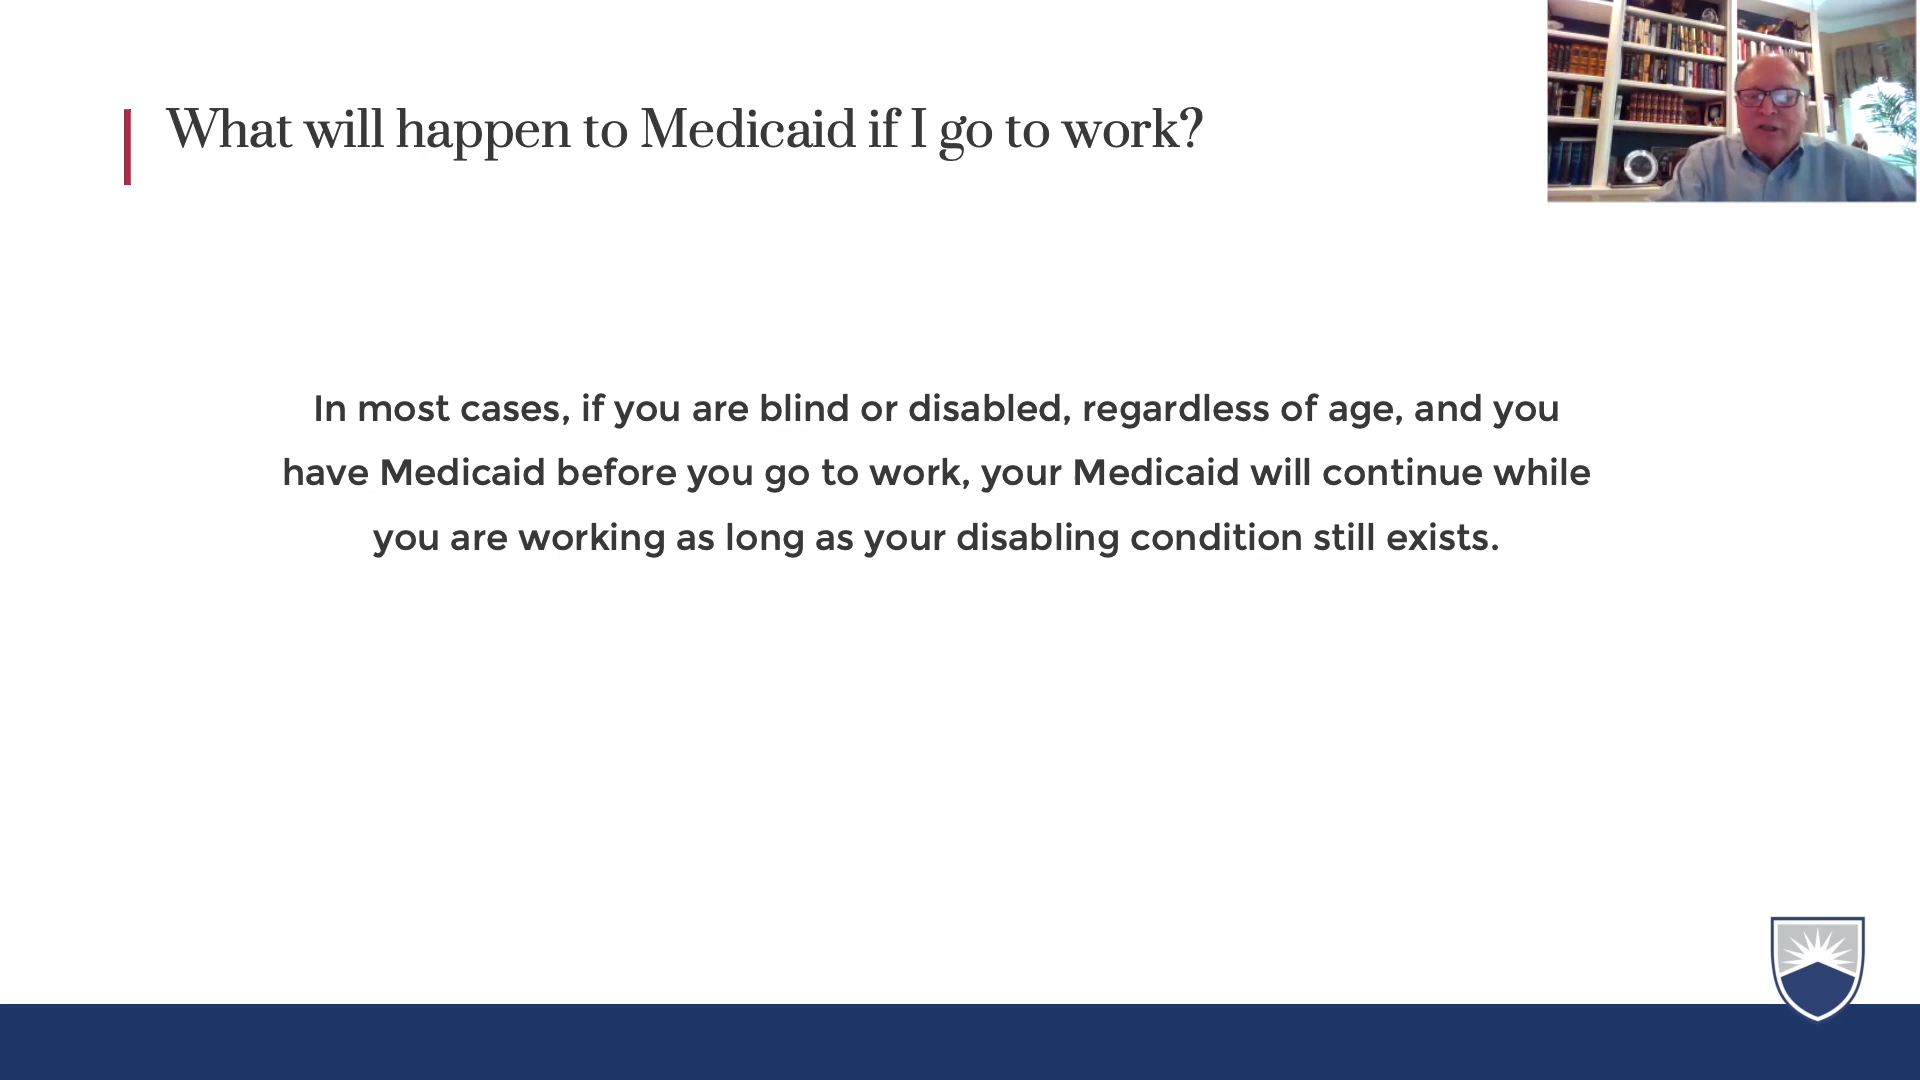 What will happen to Medicaid if I go to work?
In most cases, if you are blind or disabled, regardless of age, and you
have Medicaid before you go to work, your Medicaid will continue while
you are working as long as your disabling condition still exists.